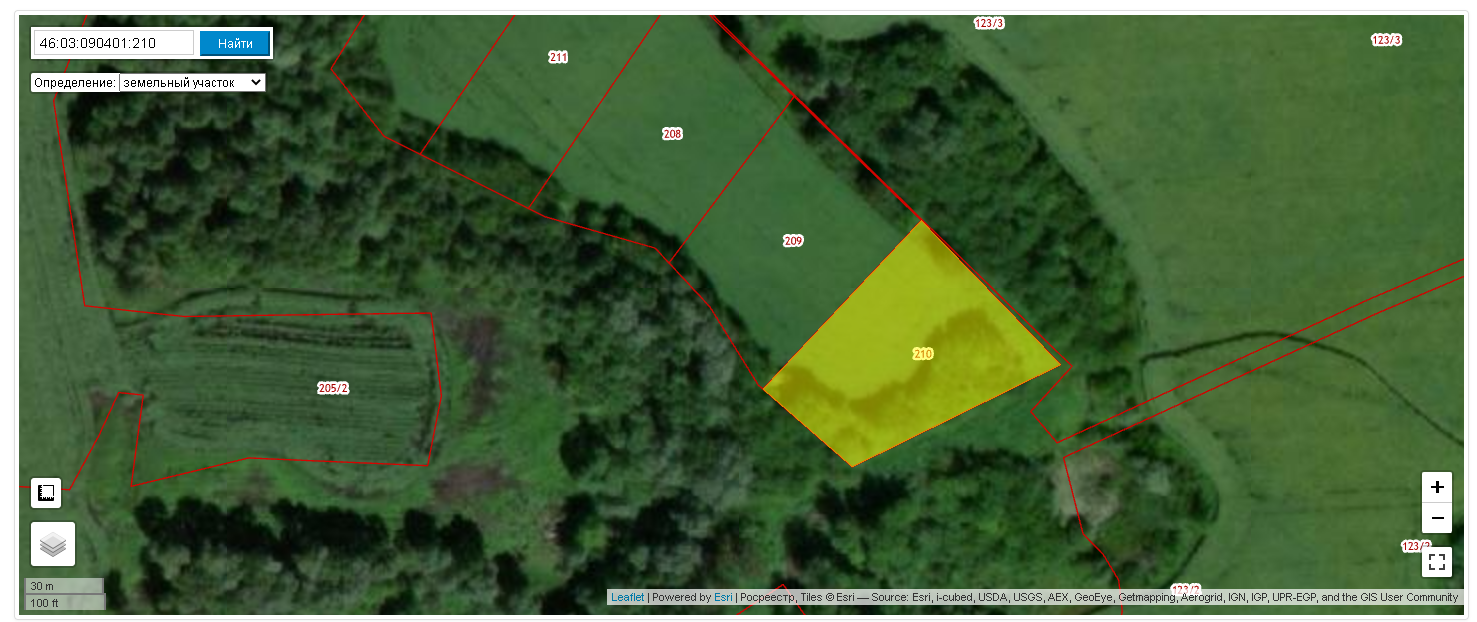 46:03:090401:210
Найти
Определение: земельный участок
123/3
123/3
211
208
209
210
205/2
+
−
123/3
123/2
30 m
100 ft
Leaflet | Powered by Esri | Росреестр, Tiles © Esri — Source: Esri, i-cubed, USDA, USGS, AEX, GeoEye, Getmapping, Aerogrid, IGN, IGP, UPR-EGP, and the GIS User Community